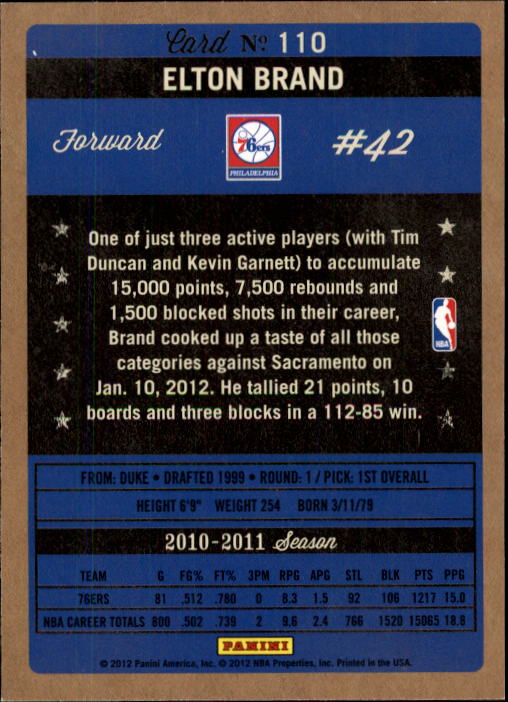 Card Nº 110
ELTON BRAND
Forward
76ers
PHILADELPHIA
#42
One of just three active players (with Tim
Duncan and Kevin Garnett) to accumulate
15,000 points, 7,500 rebounds and
1,500 blocked shots in their career,
Brand cooked up a taste of all those
categories against Sacramento on
Jan. 10, 2012. He tallied 21 points, 10
boards and three blocks in a 112-85 win.
NBA
FROM: DUKE • DRAFTED 1999 • ROUND: 1 / PICK: 1ST OVERALL
HEIGHT 6'9" WEIGHT 254 BORN 3/11/79
2010-2011 Season
TEAM G FG% FT% 3PM RPG APG STL BLK PTS PPG
76ERS 81 .512 .780 0 8.3 1.5 92 106 1217 15.0
NBA CAREER TOTALS 800 .502 .739 2 9.6 2.4 766 1520 15065 18.8
PANINI
© 2012 Panini America, Inc. © 2012 NBA Properties, Inc. Printed in the USA.